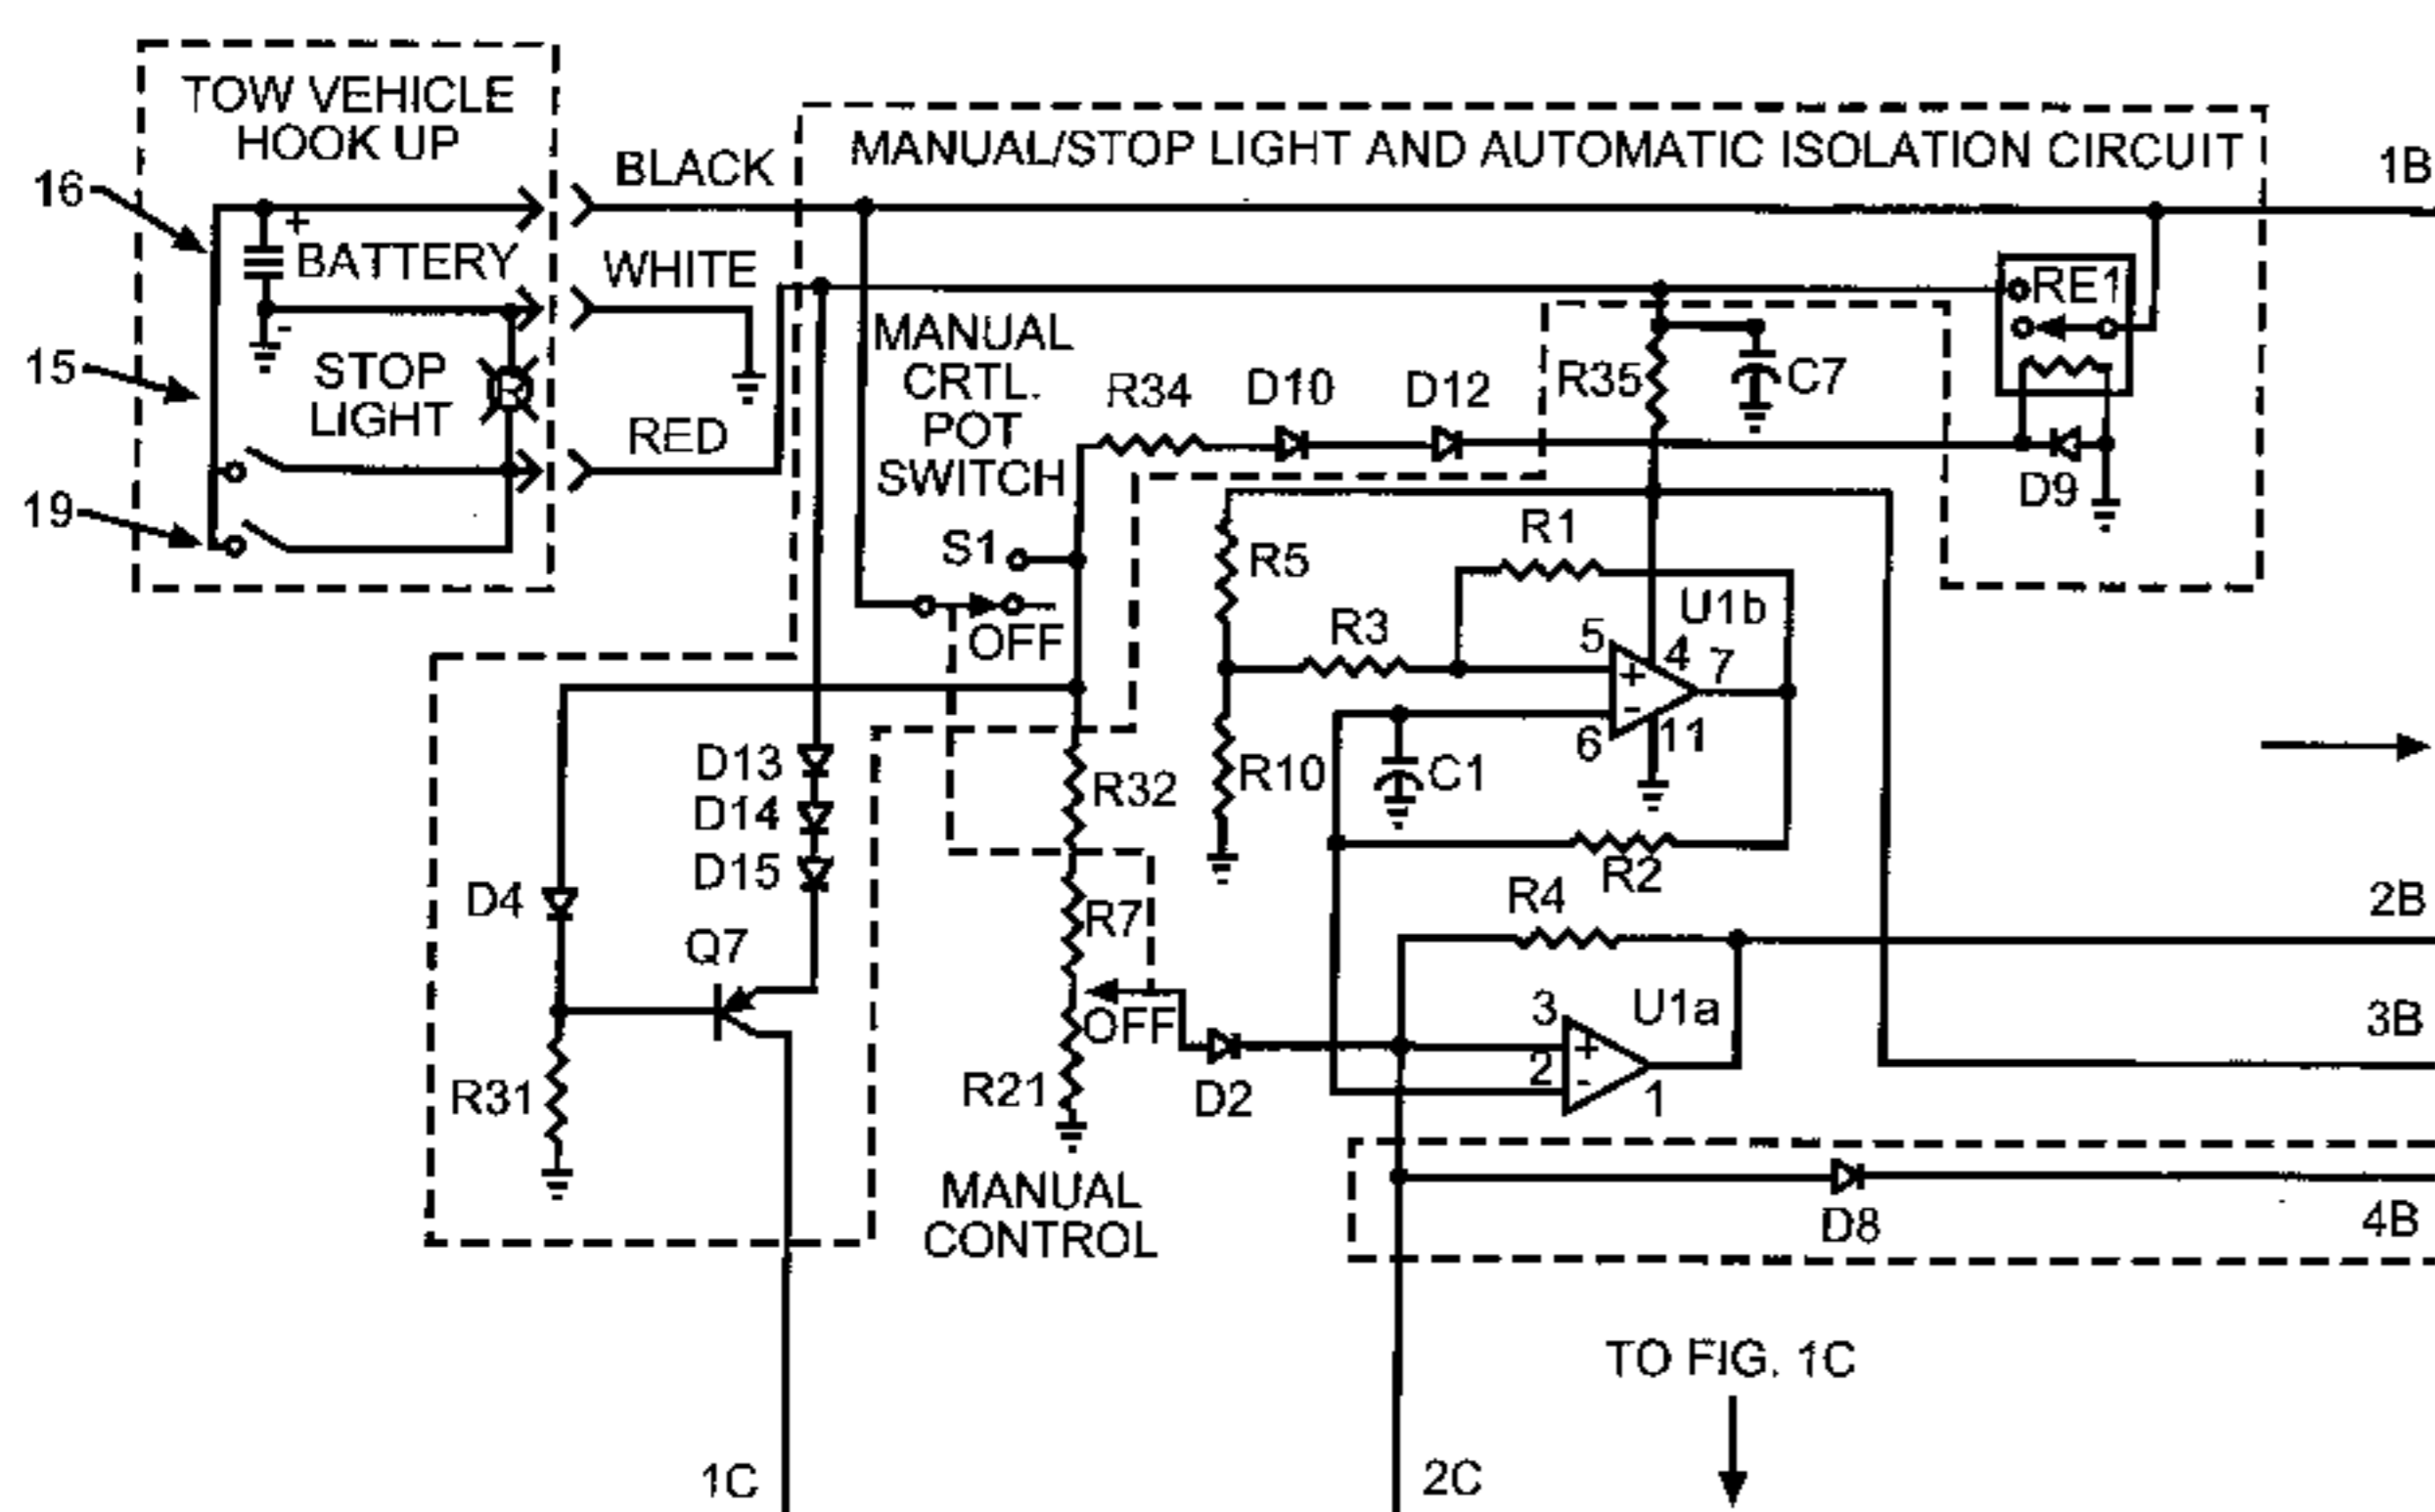 TOW VEHICLE
HOOK UP
16
+
BATTERY
-
15
STOP
LIGHT
R
19
BLACK
WHITE
RED
MANUAL/STOP LIGHT AND AUTOMATIC ISOLATION CIRCUIT
1B
MANUAL
CRTL.
POT
SWITCH
R34
D10
D12
R35
C7
RE1
D9
S1
OFF
R5
R1
U1b
R3
5
+
4
7
-
6
11
R10
C1
R2
D13
D14
D15
R32
D4
Q7
R7
R4
2B
OFF
3
U1a
+
2
-
1
3B
R31
R21
D2
MANUAL
CONTROL
D8
4B
TO FIG. 1C
1C
2C